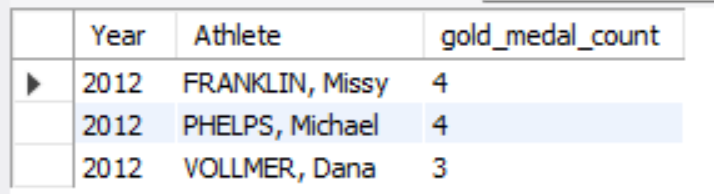 Year Athlete gold_medal_count
2012 FRANKLIN, Missy 4
2012 PHELPS, Michael 4
2012 VOLLMER, Dana 3